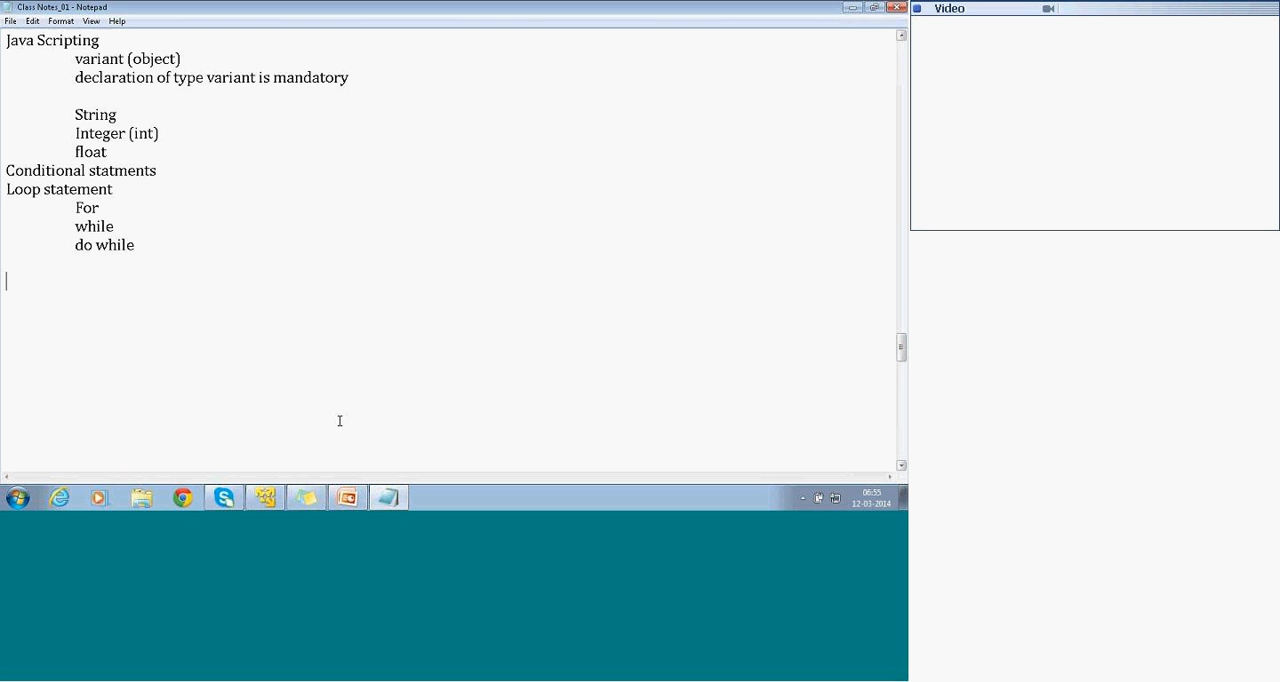 Class Notes_01 - Notepad
File Edit Format View Help
Java Scripting
variant (object)
declaration of type variant is mandatory
String
Integer (int)
float
Conditional statments
Loop statement
For
while
do while
06:55
12-03-2014
Video